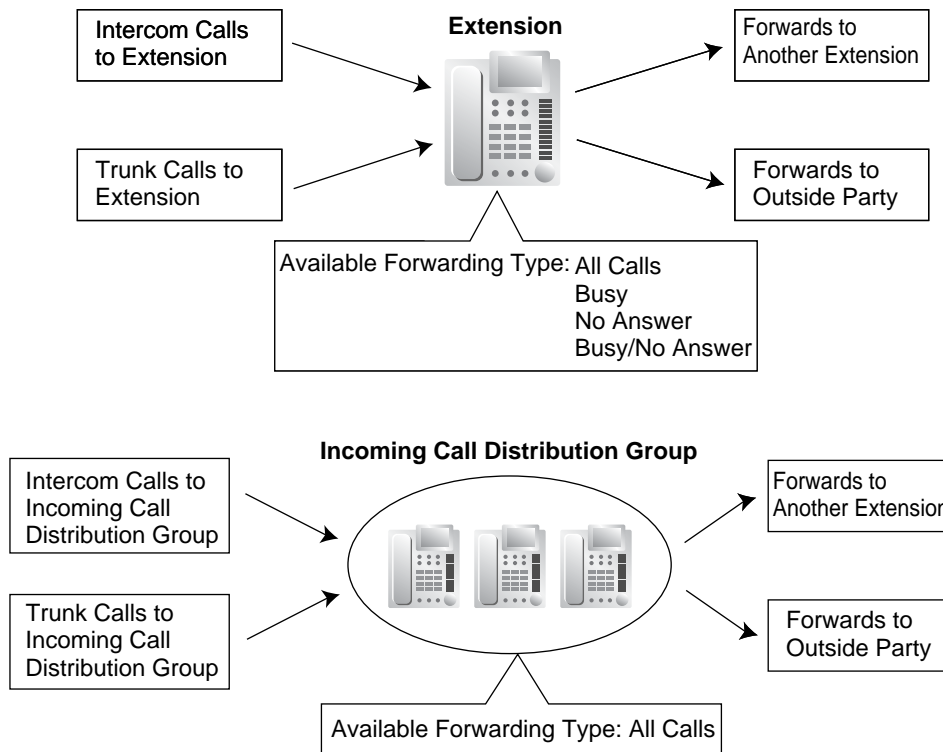 Intercom Calls
to Extension
Extension
Forwards to
Another Extension
Trunk Calls to
Extension
Forwards to
Outside Party
Available Forwarding Type: All Calls
Busy
No Answer
Busy/No Answer
Incoming Call Distribution Group
Intercom Calls to
Incoming Call
Distribution Group
Forwards to
Another Extension
Trunk Calls to
Incoming Call
Distribution Group
Forwards to
Outside Party
Available Forwarding Type: All Calls